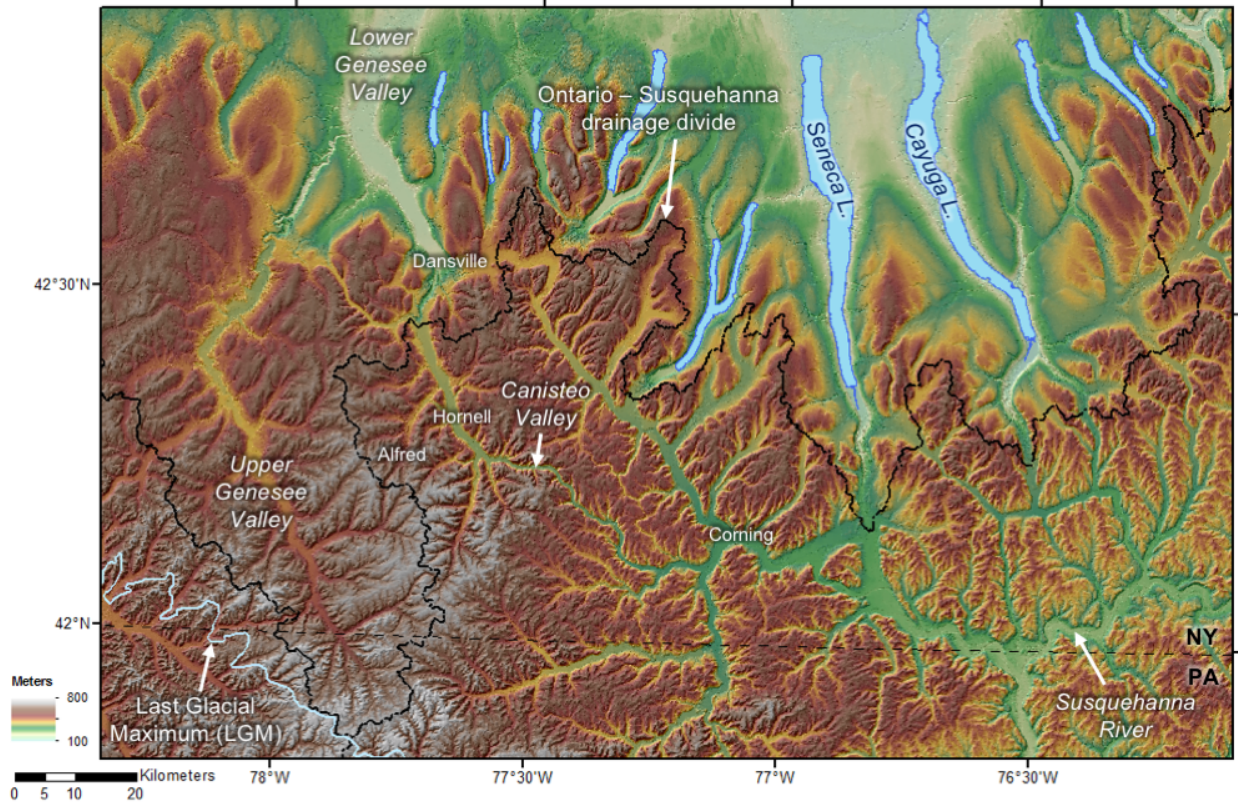 Lower
Genesee
Valley
Ontario – Susquehanna
drainage divide
Seneca L.
Cayuga L.
Dansville
42°30'N
Canisteo
Valley
Hornell
Alfred
Upper
Genesee
Valley
Corning
42°N
NY
PA
Meters
800
100
Last Glacial
Maximum (LGM)
Susquehanna
River
Kilometers
0 5 10 20
78°W
77°30'W
77°W
76°30'W